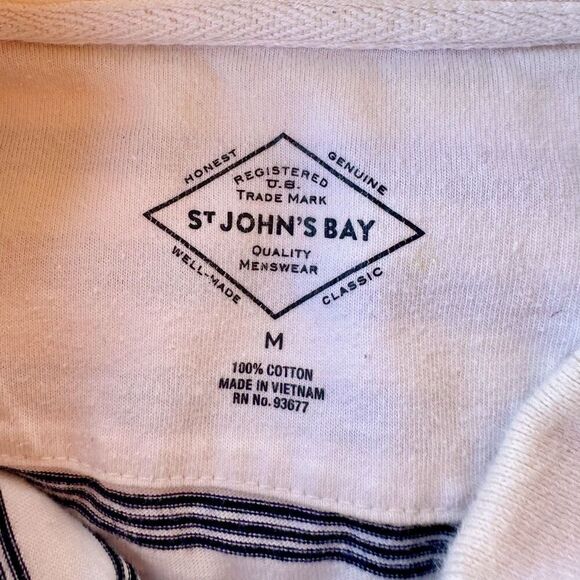 HONEST
GENUINE
REGISTERED
U.S.
TRADE MARK
ST JOHN'S BAY
QUALITY
MENSWEAR
WELL-MADE
CLASSIC
M
100% COTTON
MADE IN VIETNAM
RN No. 93677